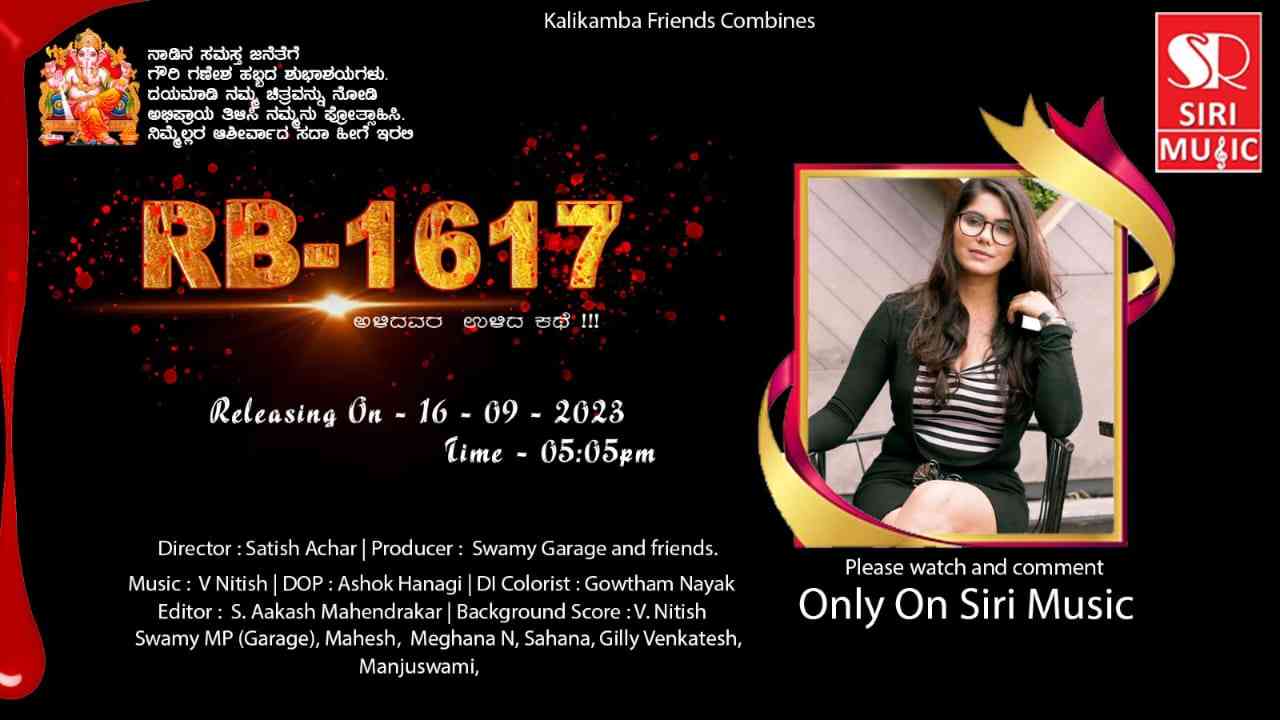 Kalikamba Friends Combines
ನಾಡಿನ ಸಮಸ್ತ ಜನೆತೆಗೆ
ಗೌರಿ ಗಣೇಶ ಹಬ್ಬದ ಶುಭಾಶಯಗಳು.
ದಯಮಾಡಿ ನಮ್ಮ ಚಿತ್ರವನ್ನು ನೋಡಿ
ಅಭಿಪ್ರಾಯ ತಿಳಿಸಿ ನಮ್ಮನು ಪ್ರೋತ್ಸಾಹಿಸಿ.
ನಿಮ್ಮೆಲ್ಲರ ಆಶೀರ್ವಾದ ಸದಾ ಹೀಗೆ ಇರಲಿ
SR
SIRI
MUSIC
RB-1617
ಅಳಿದವರ ಉಳಿದ ಕಥೆ !!!
Releasing On - 16 - 09 - 2023
Time - 05:05pm
Director : Satish Achar | Producer : Swamy Garage and friends.
Music : V Nitish | DOP : Ashok Hanagi | DI Colorist : Gowtham Nayak
Editor : S. Aakash Mahendrakar | Background Score : V. Nitish
Swamy MP (Garage), Mahesh, Meghana N, Sahana, Gilly Venkatesh,
Manjuswami,
Please watch and comment
Only On Siri Music